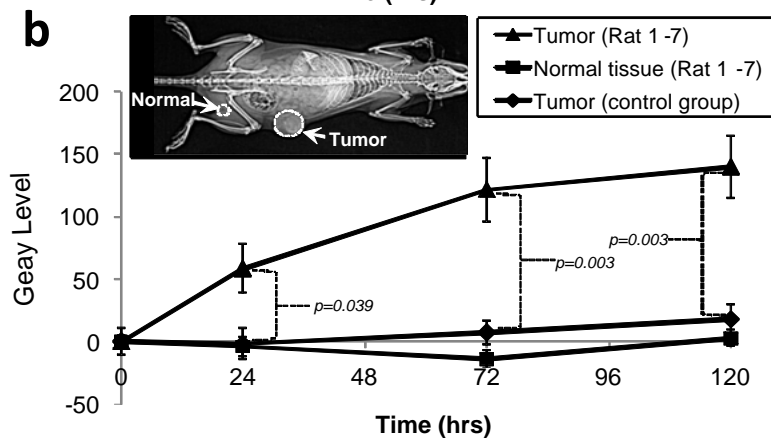 b
Tumor (Rat 1 -7)
Normal tissue (Rat 1 -7)
Tumor (control group)
Normal
Tumor
200
150
100
50
0
-50
Geay Level
p=0.039
p=0.003
p=0.003
0 24 48 72 96 120
Time (hrs)